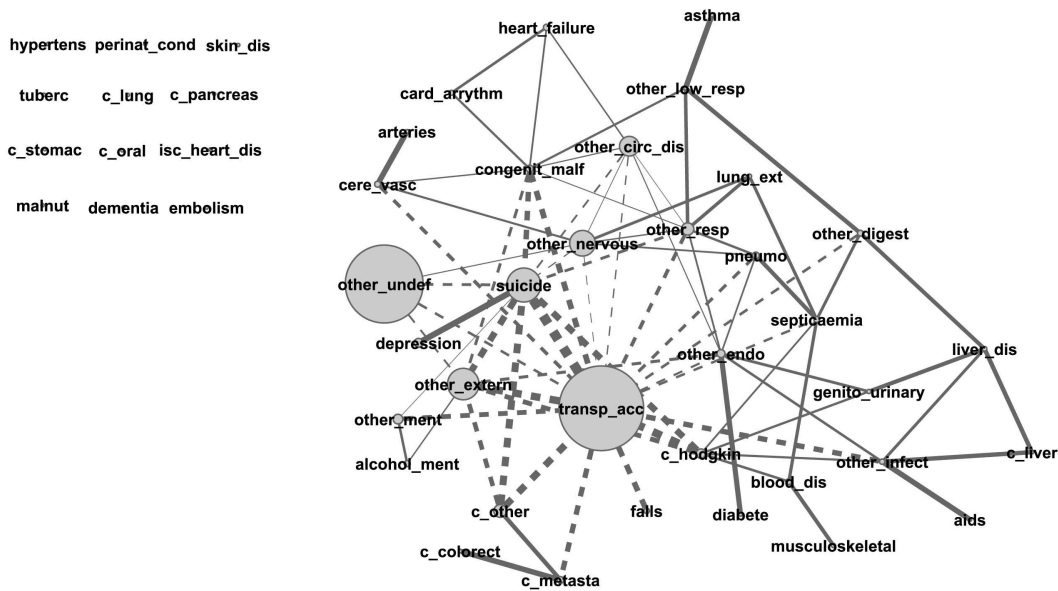 hypertens perinat_cond skin_dis
tuberc c_lung c_pancreas
c_stomac c_oral isc_heart_dis
malnut dementia embolism
asthma
heart_failure
other_low_resp
card_arrythm
arteries
other_circ_dis
congenit_malf
lung_ext
cere_vasc
other_resp
other_digest
other_nervous
pneumo
other_undef
suicide
septicaemia
depression
other_endo
liver_dis
other_extern
genito_urinary
transp_acc
other_ment
c_hodgkin
c_liver
alcohol_ment
other_infect
blood_dis
c_other
falls
diabete
aids
musculoskeletal
c_colorect
c_metasta